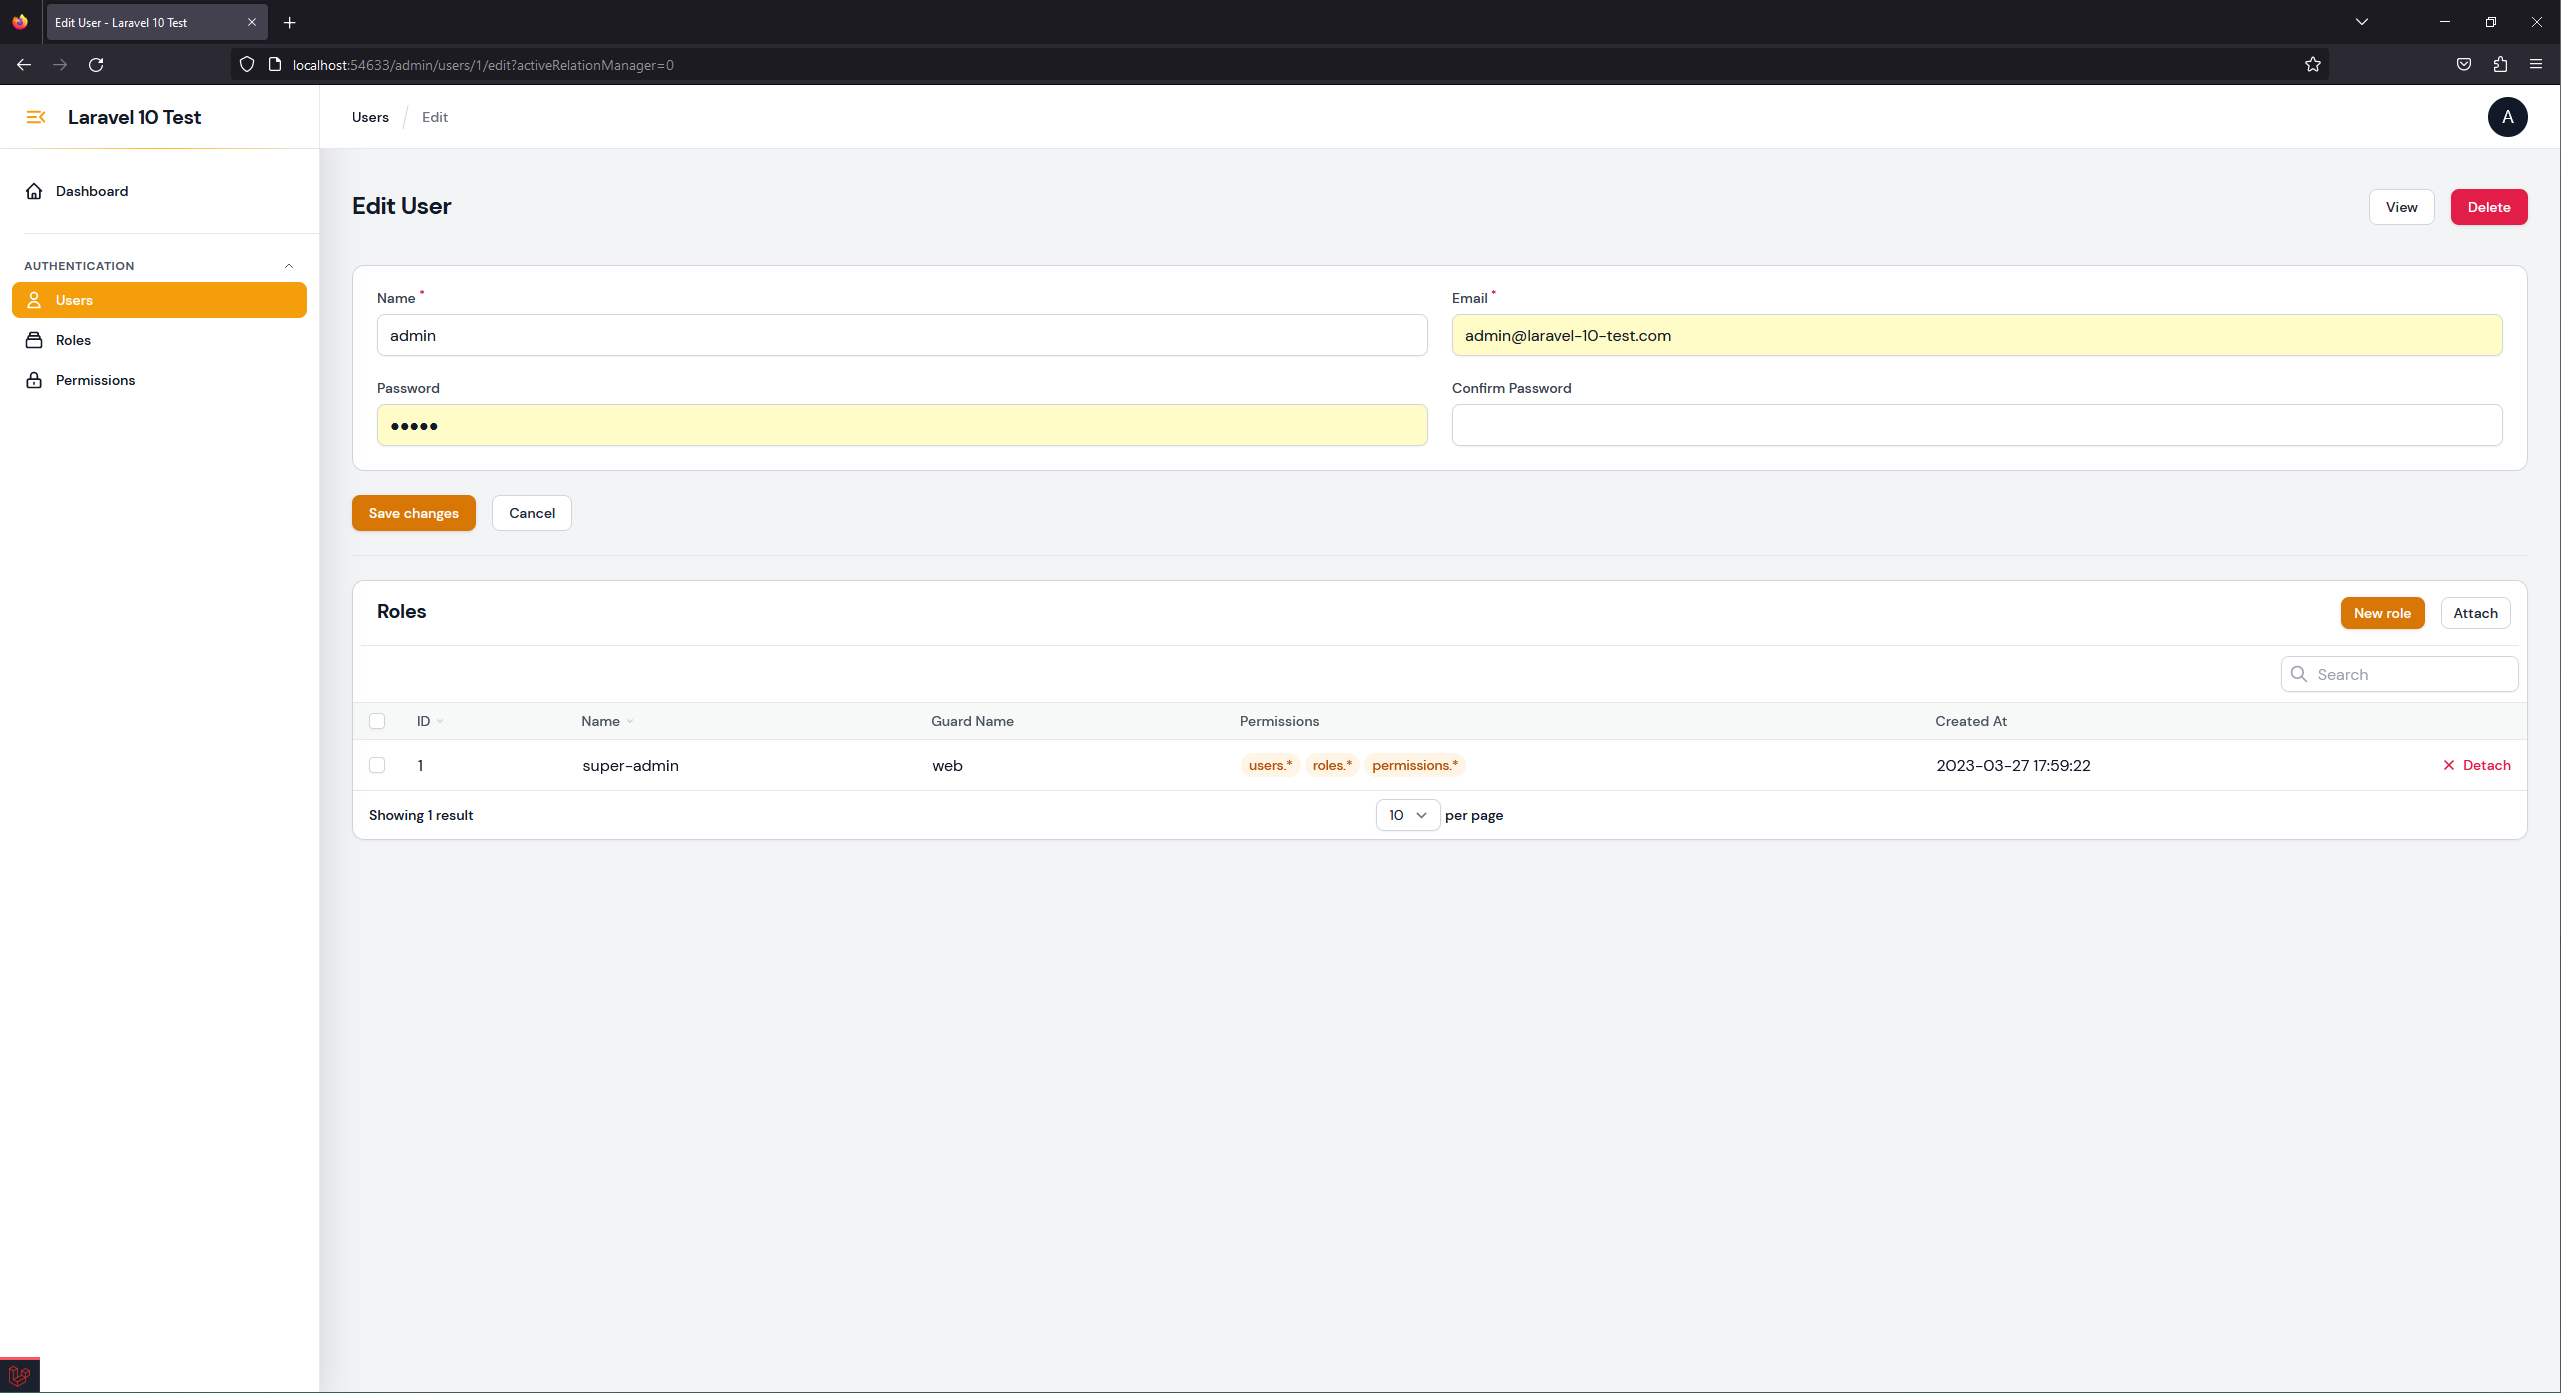 Edit User - Laravel 10 Test
localhost:54633/admin/users/1/edit?activeRelationManager=0
Laravel 10 Test
Users / Edit
A
Dashboard
AUTHENTICATION
Users
Roles
Permissions
Edit User
View
Delete
Name *
Email *
admin
admin@laravel-10-test.com
Password
Confirm Password
●●●●●
Save changes
Cancel
Roles
New role
Attach
Search
ID Name Guard Name Permissions Created At
1 super-admin web users.* roles.* permissions.* 2023-03-27 17:59:22 Detach
Showing 1 result
10 per page